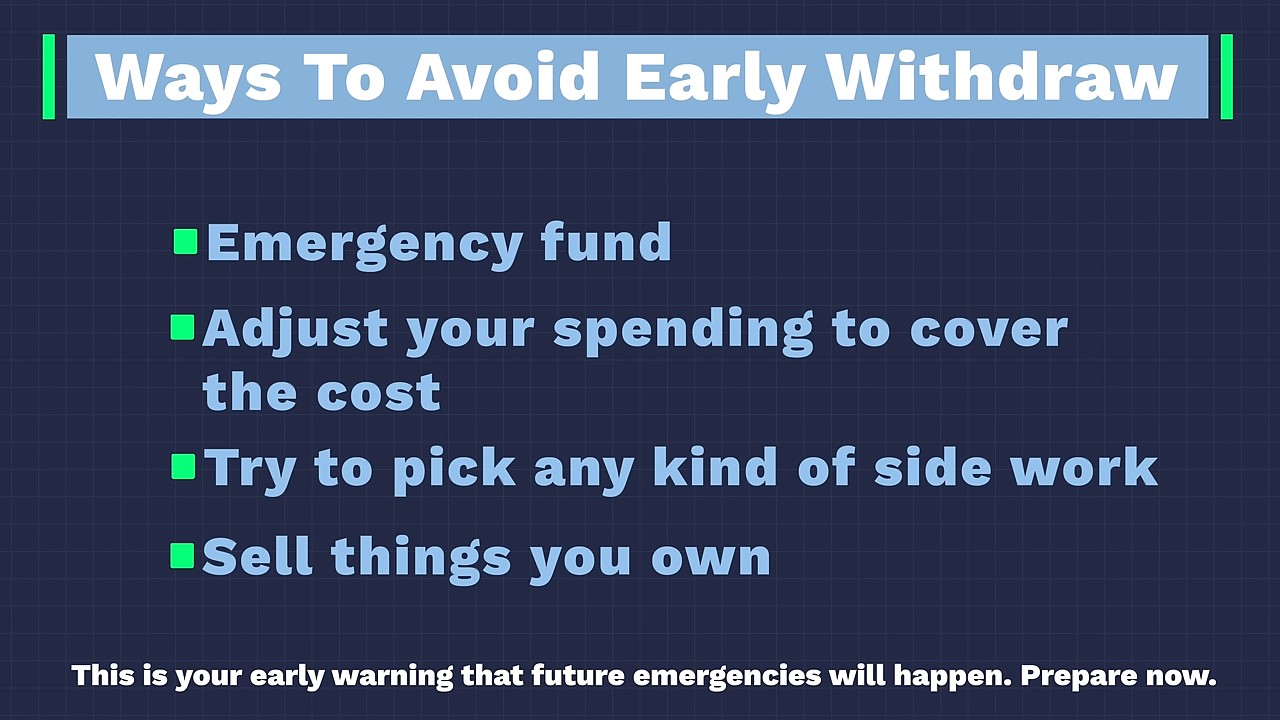 Ways To Avoid Early Withdraw
Emergency fund
Adjust your spending to cover
the cost
Try to pick any kind of side work
Sell things you own
This is your early warning that future emergencies will happen. Prepare now.